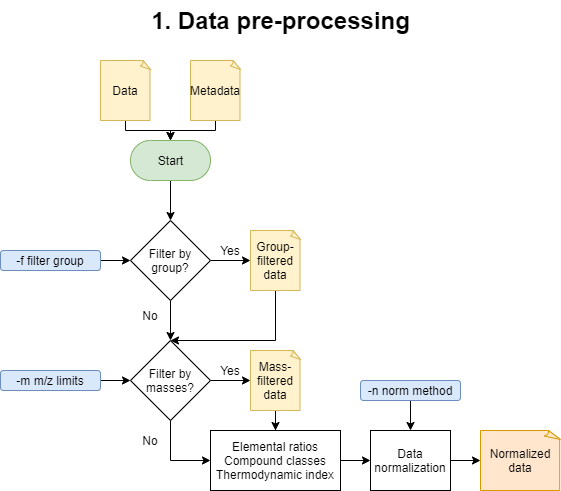 1. Data pre-processing
Data
Metadata
Start
-f filter group
Filter by
group?
Yes
Group-
filtered
data
No
-m m/z limits
Filter by
masses?
Yes
Mass-
filtered
data
-n norm method
No
Elemental ratios
Compound classes
Thermodynamic index
Data
normalization
Normalized
data